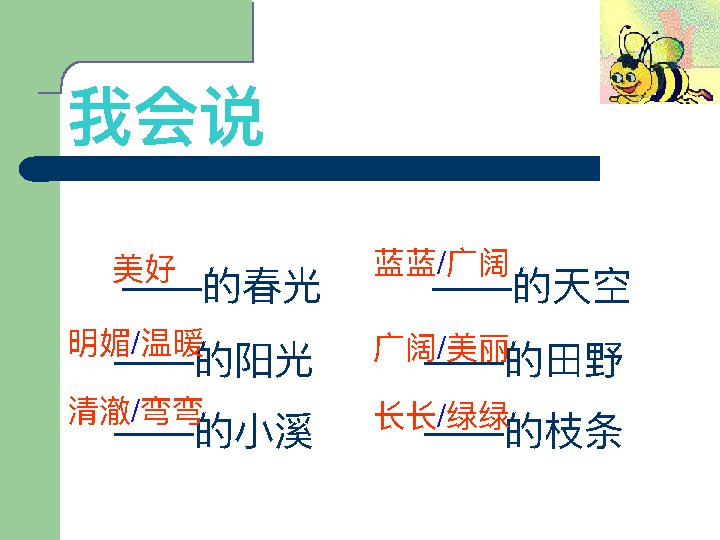 我会说
美好——的春光
蓝蓝/广阔——的天空
明媚/温暖——的阳光
广阔/美丽——的田野
清澈/弯弯——的小溪
长长/绿绿——的枝条